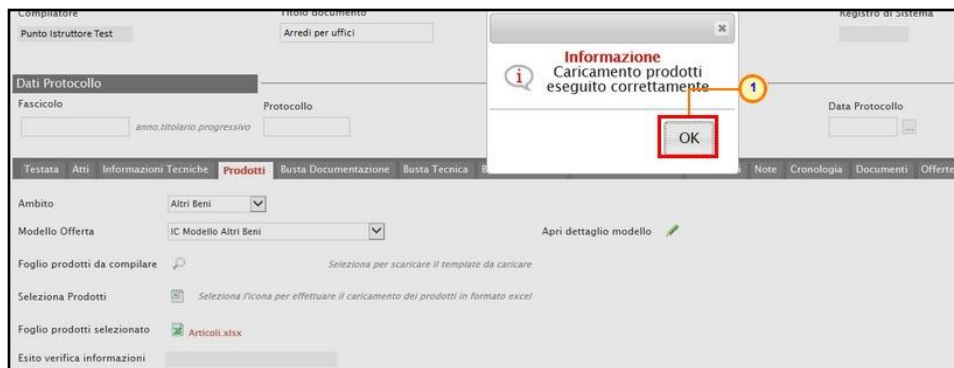 Compilatore Titolo documento Registro di Sistema
Punto Istruttore Test Arredi per uffici
Informazione
Caricamento prodotti
eseguito correttamente
1
OK
Dati Protocollo
Fascicolo Protocollo Data Protocollo
anno.titolario.progressivo ...
Testata Atti Informazioni Tecniche Prodotti Busta Documentazione Busta Tecnica Note Cronologia Documenti Offerte
Ambito Altri Beni
Modello Offerta IC Modello Altri Beni Apri dettaglio modello
Foglio prodotti da compilare Seleziona per scaricare il template da caricare
Seleziona Prodotti Seleziona l'icona per effettuare il caricamento dei prodotti in formato excel
Foglio prodotti selezionato Articoli.xlsx
Esito verifica informazioni